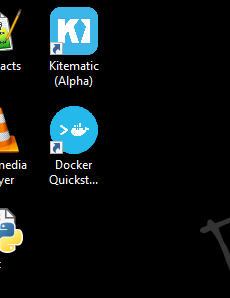 acts
Kitematic
(Alpha)
media
yer
Docker
Quickst...